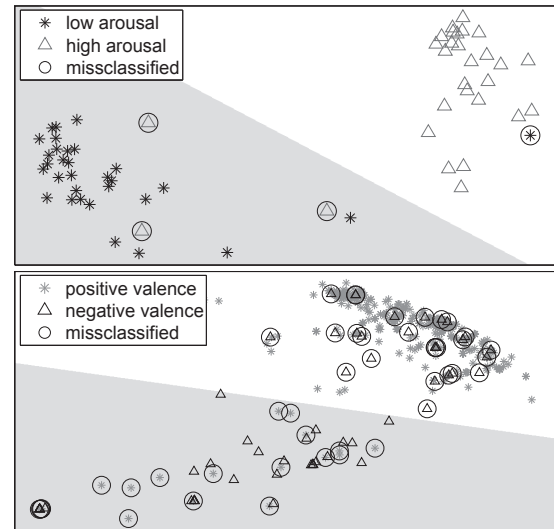 low arousal
high arousal
missclassified
positive valence
negative valence
missclassified